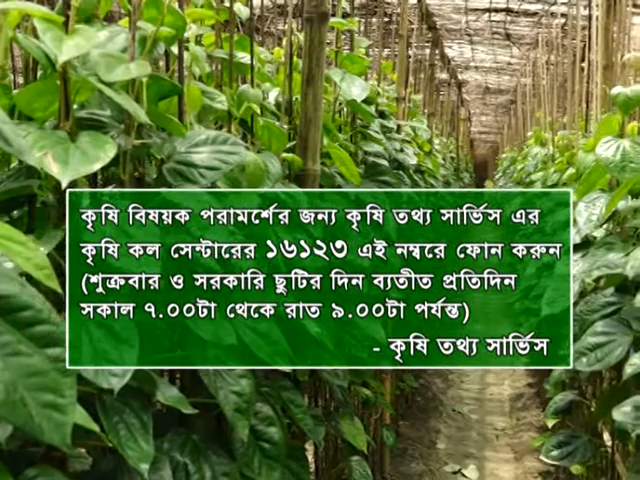 কৃষি বিষয়ক পরামর্শের জন্য কৃষি তথ্য সার্ভিস এর
কৃষি কল সেন্টারের ১৬১২৩ এই নম্বরে ফোন করুন
(শুক্রবার ও সরকারি ছুটির দিন ব্যতীত প্রতিদিন
সকাল ৭.০০টা থেকে রাত ৯.০০টা পর্যন্ত)
- কৃষি তথ্য সার্ভিস